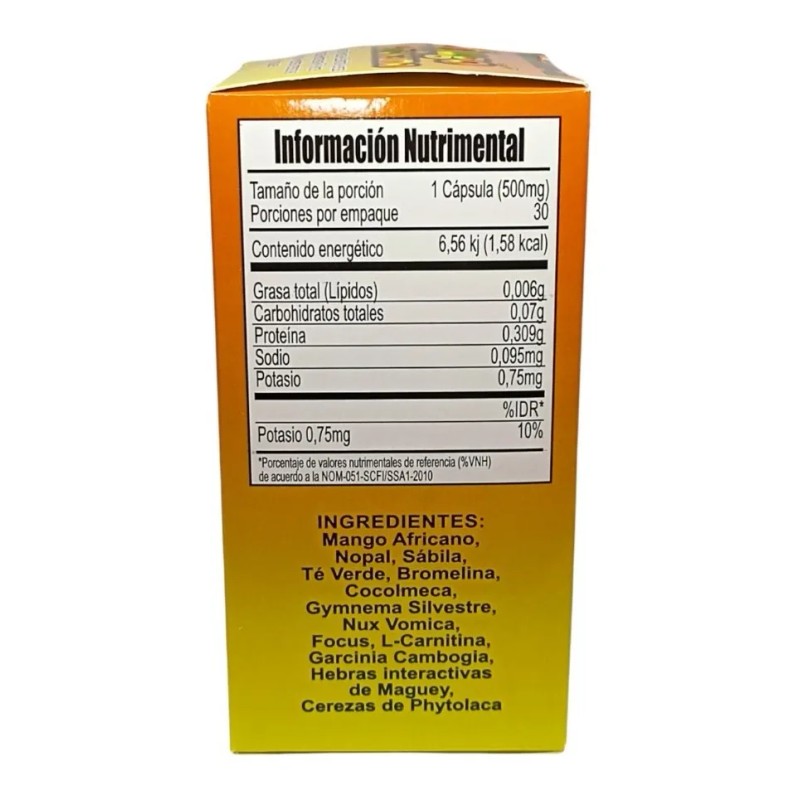 Información Nutrimental
Tamaño de la porción 1 Cápsula (500mg)
Porciones por empaque 30
Contenido energético 6,56 kj (1,58 kcal)
Grasa total (Lípidos) 0,006g
Carbohidratos totales 0,07g
Proteína 0,309g
Sodio 0,095mg
Potasio 0,75mg
%IDR*
Potasio 0,75mg 10%
*Porcentaje de valores nutrimentales de referencia (%VNH)
de acuerdo a la NOM-051-SCFI/SSA1-2010
INGREDIENTES:
Mango Africano,
Nopal, Sábila,
Té Verde, Bromelina,
Cocolmeca,
Gymnema Silvestre,
Nux Vomica,
Focus, L-Carnitina,
Garcinia Cambogia,
Hebras interactivas
de Maguey,
Cerezas de Phytolaca